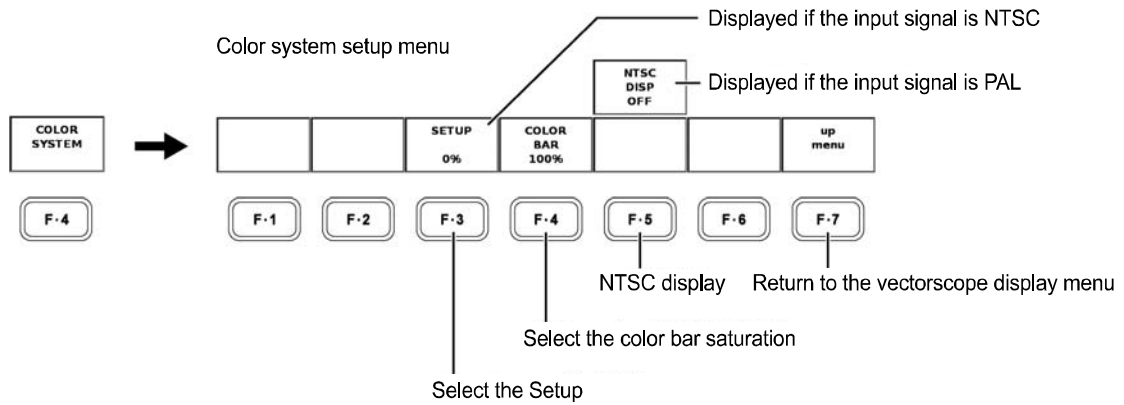 Displayed if the input signal is NTSC
Color system setup menu
NTSC
DISP
OFF
Displayed if the input signal is PAL
COLOR
SYSTEM
SETUP
0%
COLOR
BAR
100%
up
menu
F·4
F·1
F·2
F·3
F·4
F·5
F·6
F·7
NTSC display
Return to the vectorscope display menu
Select the color bar saturation
Select the Setup